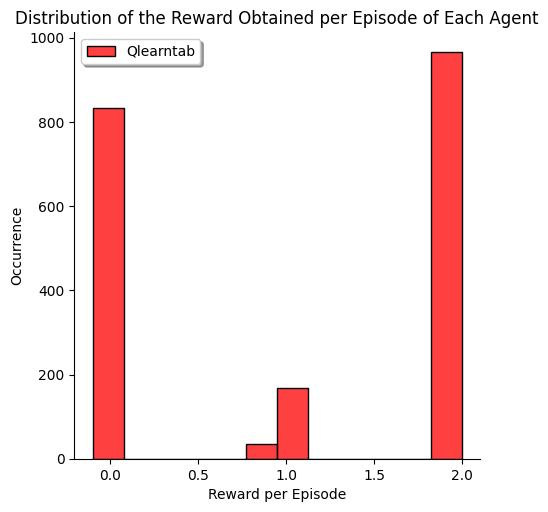 Distribution of the Reward Obtained per Episode of Each Agent
Qlearntab
1000
800
600
400
200
0
Occurrence
0.0 0.5 1.0 1.5 2.0
Reward per Episode